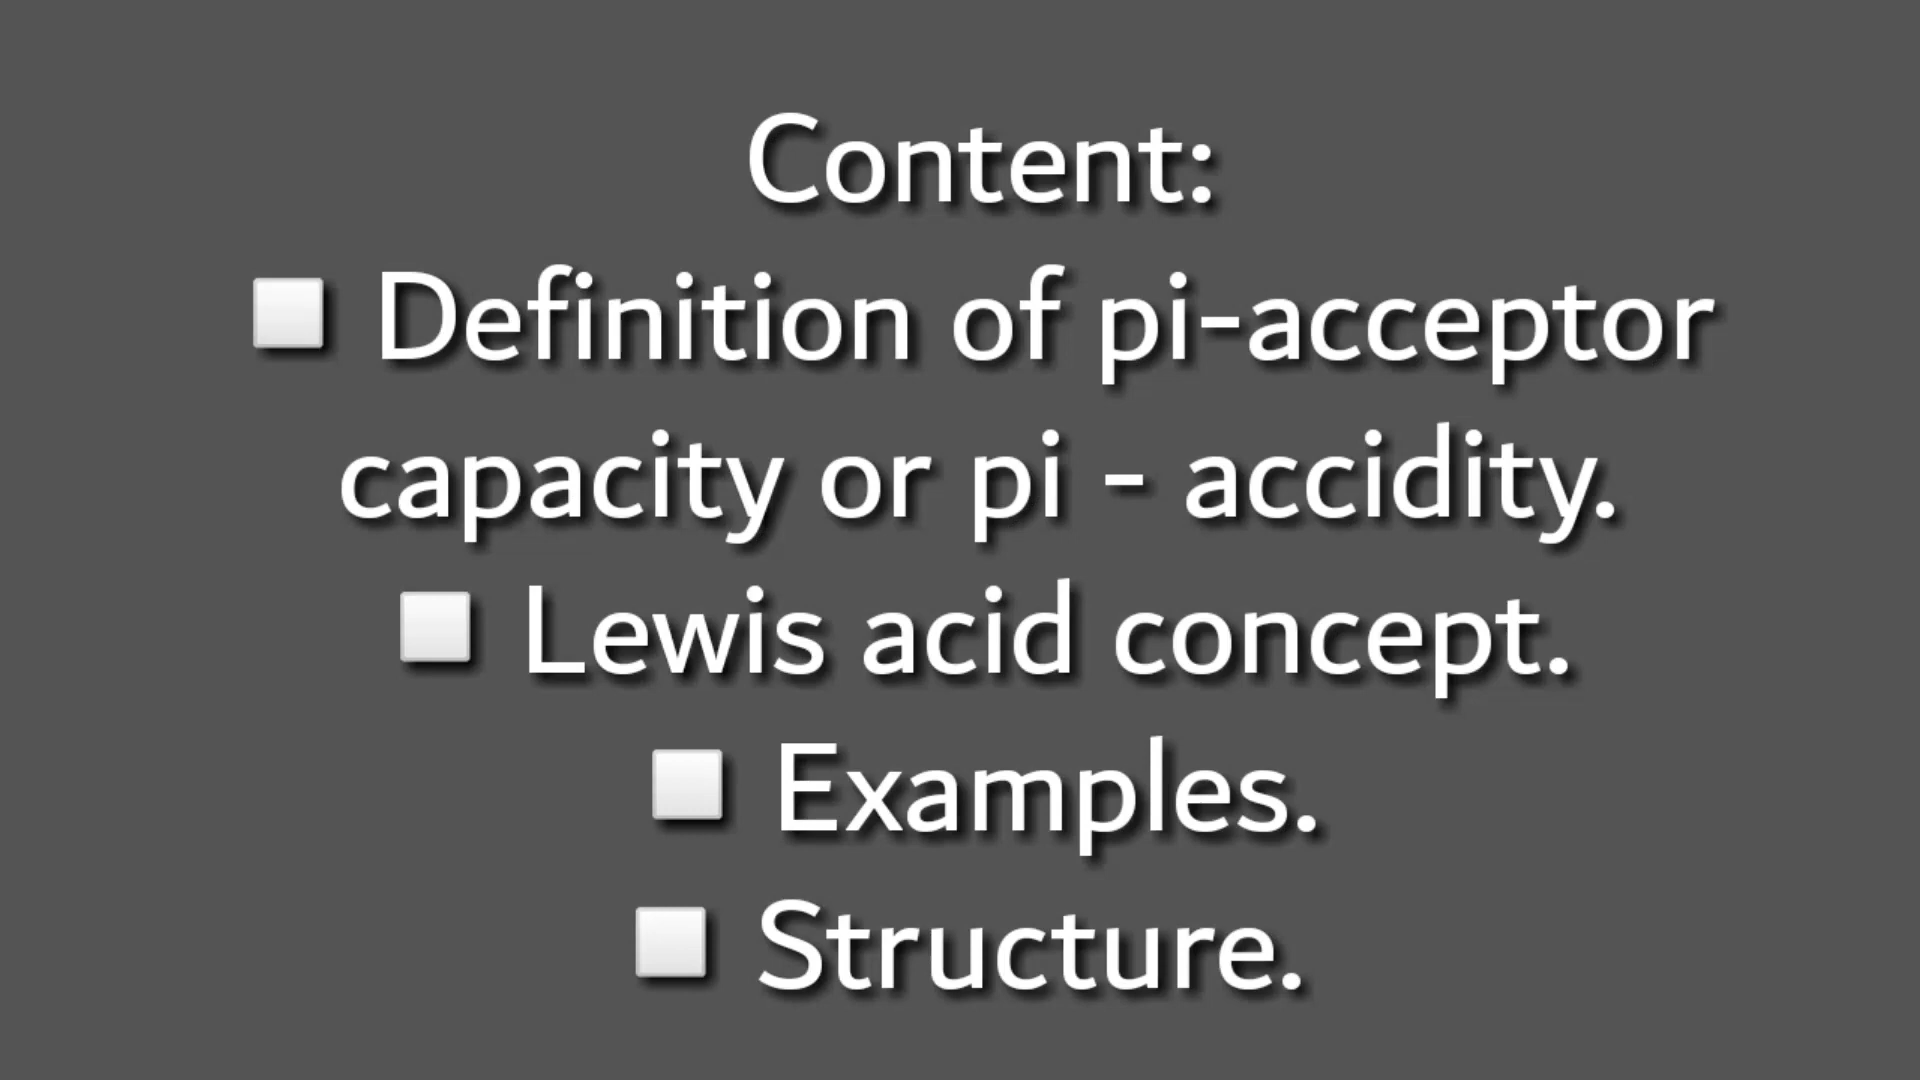 Content:
◻ Definition of pi-acceptor
capacity or pi - accidity.
◻ Lewis acid concept.
◻ Examples.
◻ Structure.